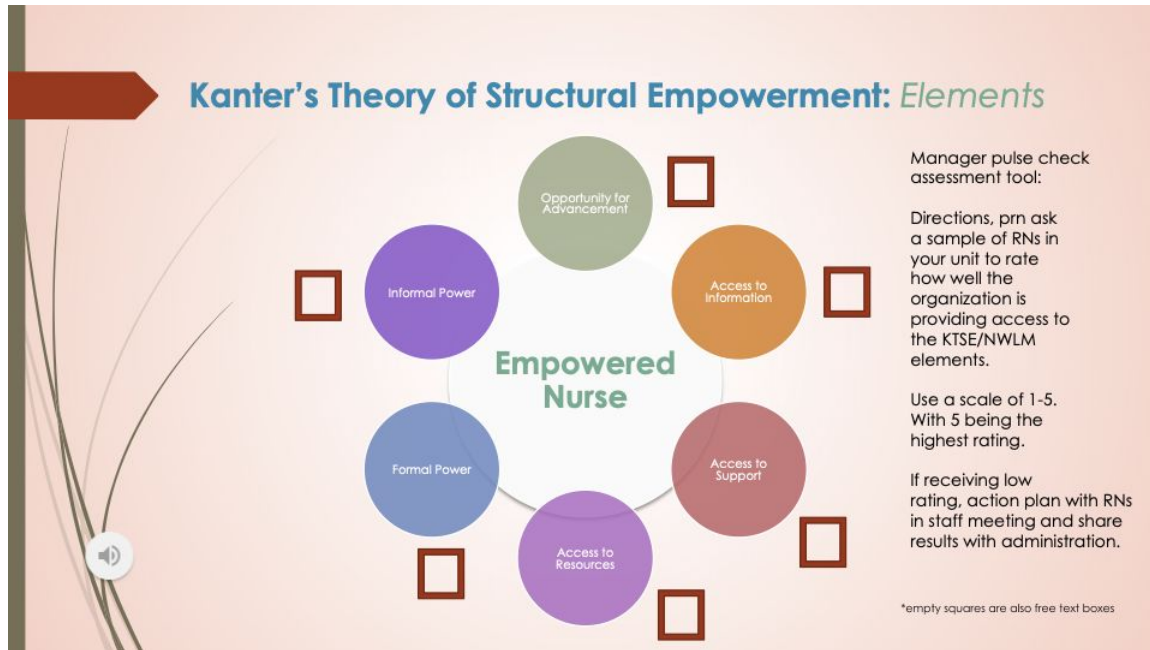 Kanter's Theory of Structural Empowerment: Elements
Opportunity for
Advancement
Informal Power
Access to
Information
Empowered
Nurse
Formal Power
Access to
Support
Access to
Resources
Manager pulse check
assessment tool:
Directions, prn ask
a sample of RNs in
your unit to rate
how well the
organization is
providing access to
the KTSE/NWLM
elements.
Use a scale of 1-5.
With 5 being the
highest rating.
If receiving low
rating, action plan with RNs
in staff meeting and share
results with administration.
*empty squares are also free text boxes